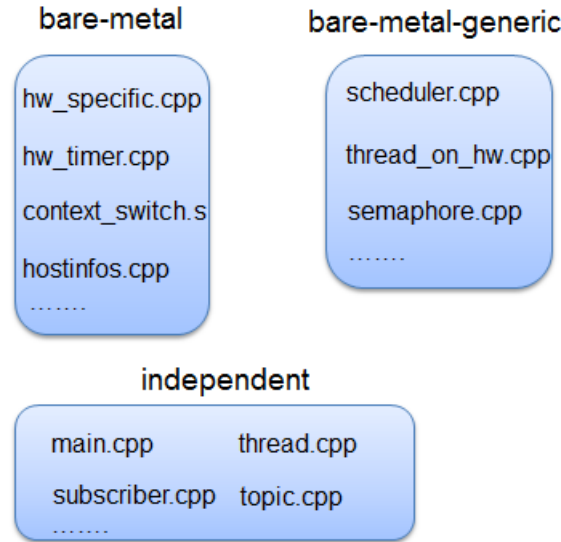 bare-metal
hw_specific.cpp
hw_timer.cpp
context_switch.s
hostinfos.cpp
.......
bare-metal-generic
scheduler.cpp
thread_on_hw.cpp
semaphore.cpp
.......
independent
main.cpp thread.cpp
subscriber.cpp topic.cpp
.......